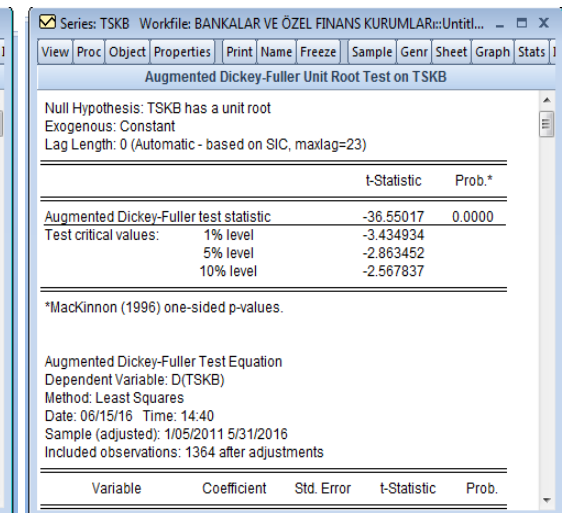 Series: TSKB Workfile: BANKALAR VE ÖZEL FINANS KURUMLARI::Untitl...
View Proc Object Properties Print Name Freeze Sample Genr Sheet Graph Stats
Augmented Dickey-Fuller Unit Root Test on TSKB
Null Hypothesis: TSKB has a unit root
Exogenous: Constant
Lag Length: 0 (Automatic - based on SIC, maxlag=23)
t-Statistic Prob.*
Augmented Dickey-Fuller test statistic -36.55017 0.0000
Test critical values: 1% level -3.434934
5% level -2.863452
10% level -2.567837
*MacKinnon (1996) one-sided p-values.
Augmented Dickey-Fuller Test Equation
Dependent Variable: D(TSKB)
Method: Least Squares
Date: 06/15/16 Time: 14:40
Sample (adjusted): 1/05/2011 5/31/2016
Included observations: 1364 after adjustments
Variable Coefficient Std. Error t-Statistic Prob.